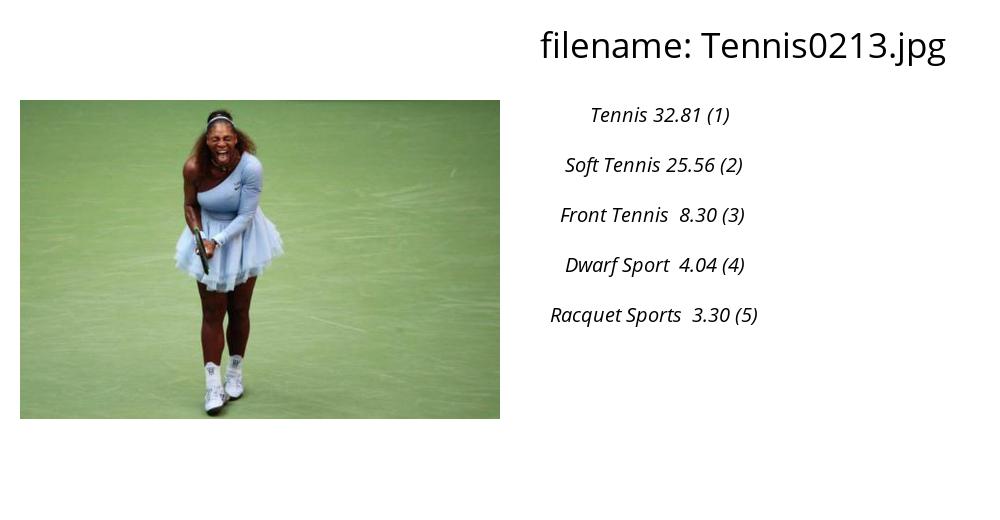 filename: Tennis0213.jpg
Tennis 32.81 (1)
Soft Tennis 25.56 (2)
Front Tennis 8.30 (3)
Dwarf Sport 4.04 (4)
Racquet Sports 3.30 (5)